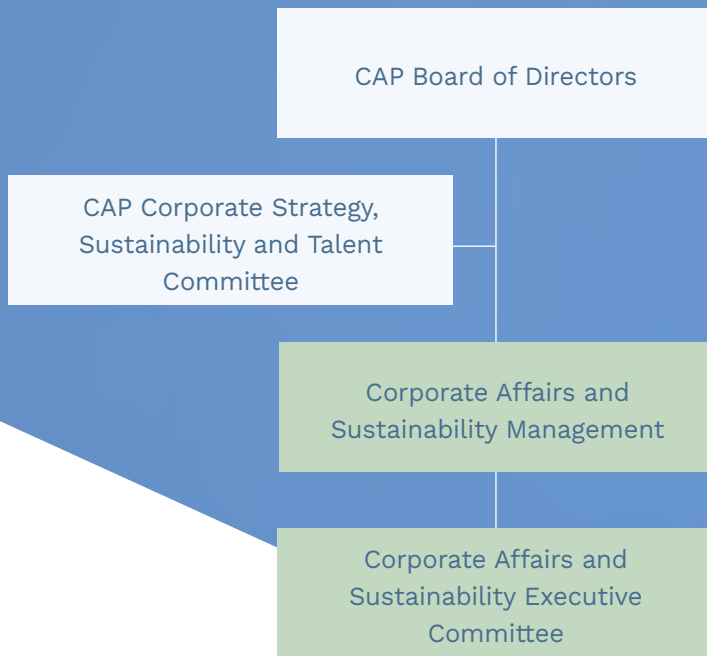 CAP Board of Directors
CAP Corporate Strategy,
Sustainability and Talent
Committee
Corporate Affairs and
Sustainability Management
Corporate Affairs and
Sustainability Executive
Committee